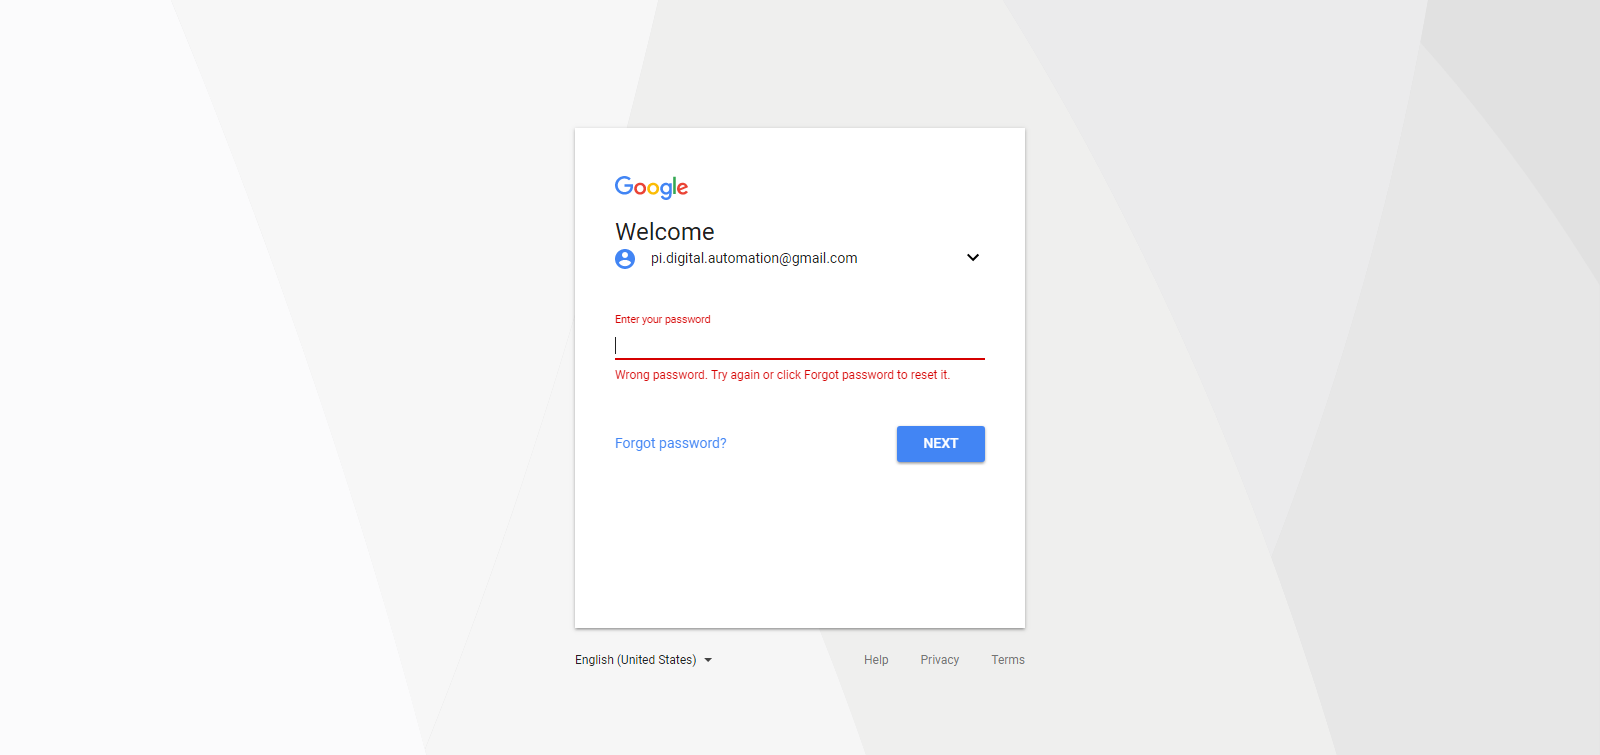 Google
Welcome
pi.digital.automation@gmail.com
Enter your password
Wrong password. Try again or click Forgot password to reset it.
Forgot password? NEXT
English (United States) Help Privacy Terms